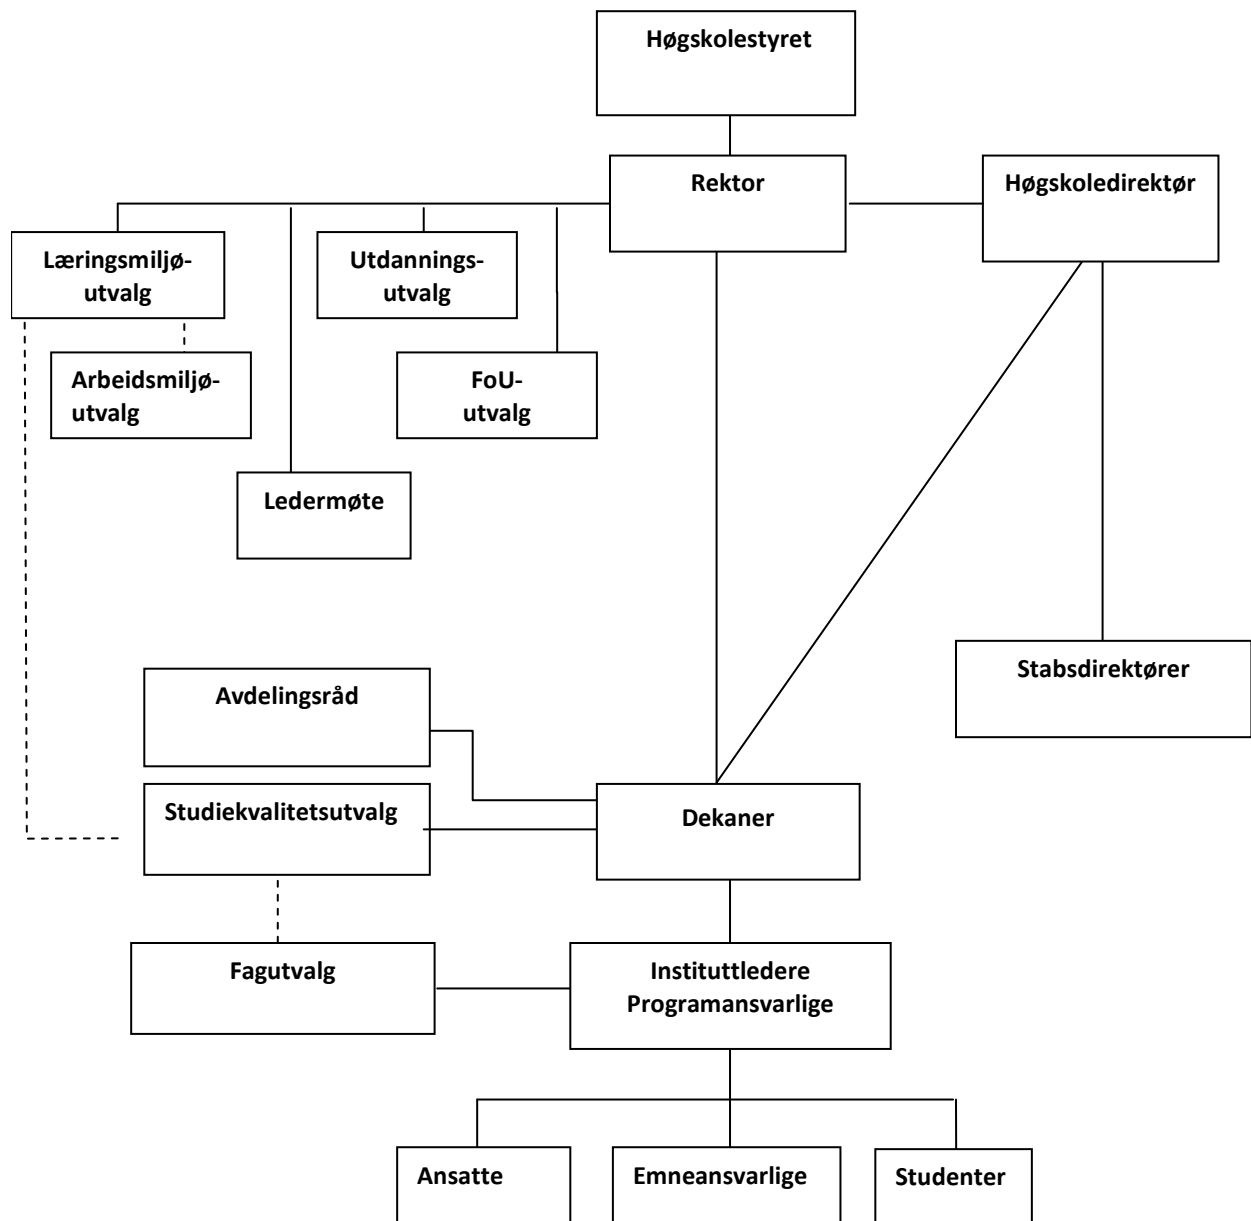 Høgskolestyret
Rektor
Høgskoledirektør
Læringsmiljø-
utvalg
Utdannings-
utvalg
Arbeidsmiljø-
utvalg
FoU-
utvalg
Ledermøte
Stabsdirektører
Avdelingsråd
Studiekvalitetsutvalg
Dekaner
Fagutvalg
Instituttledere
Programansvarlige
Ansatte
Emneansvarlige
Studenter